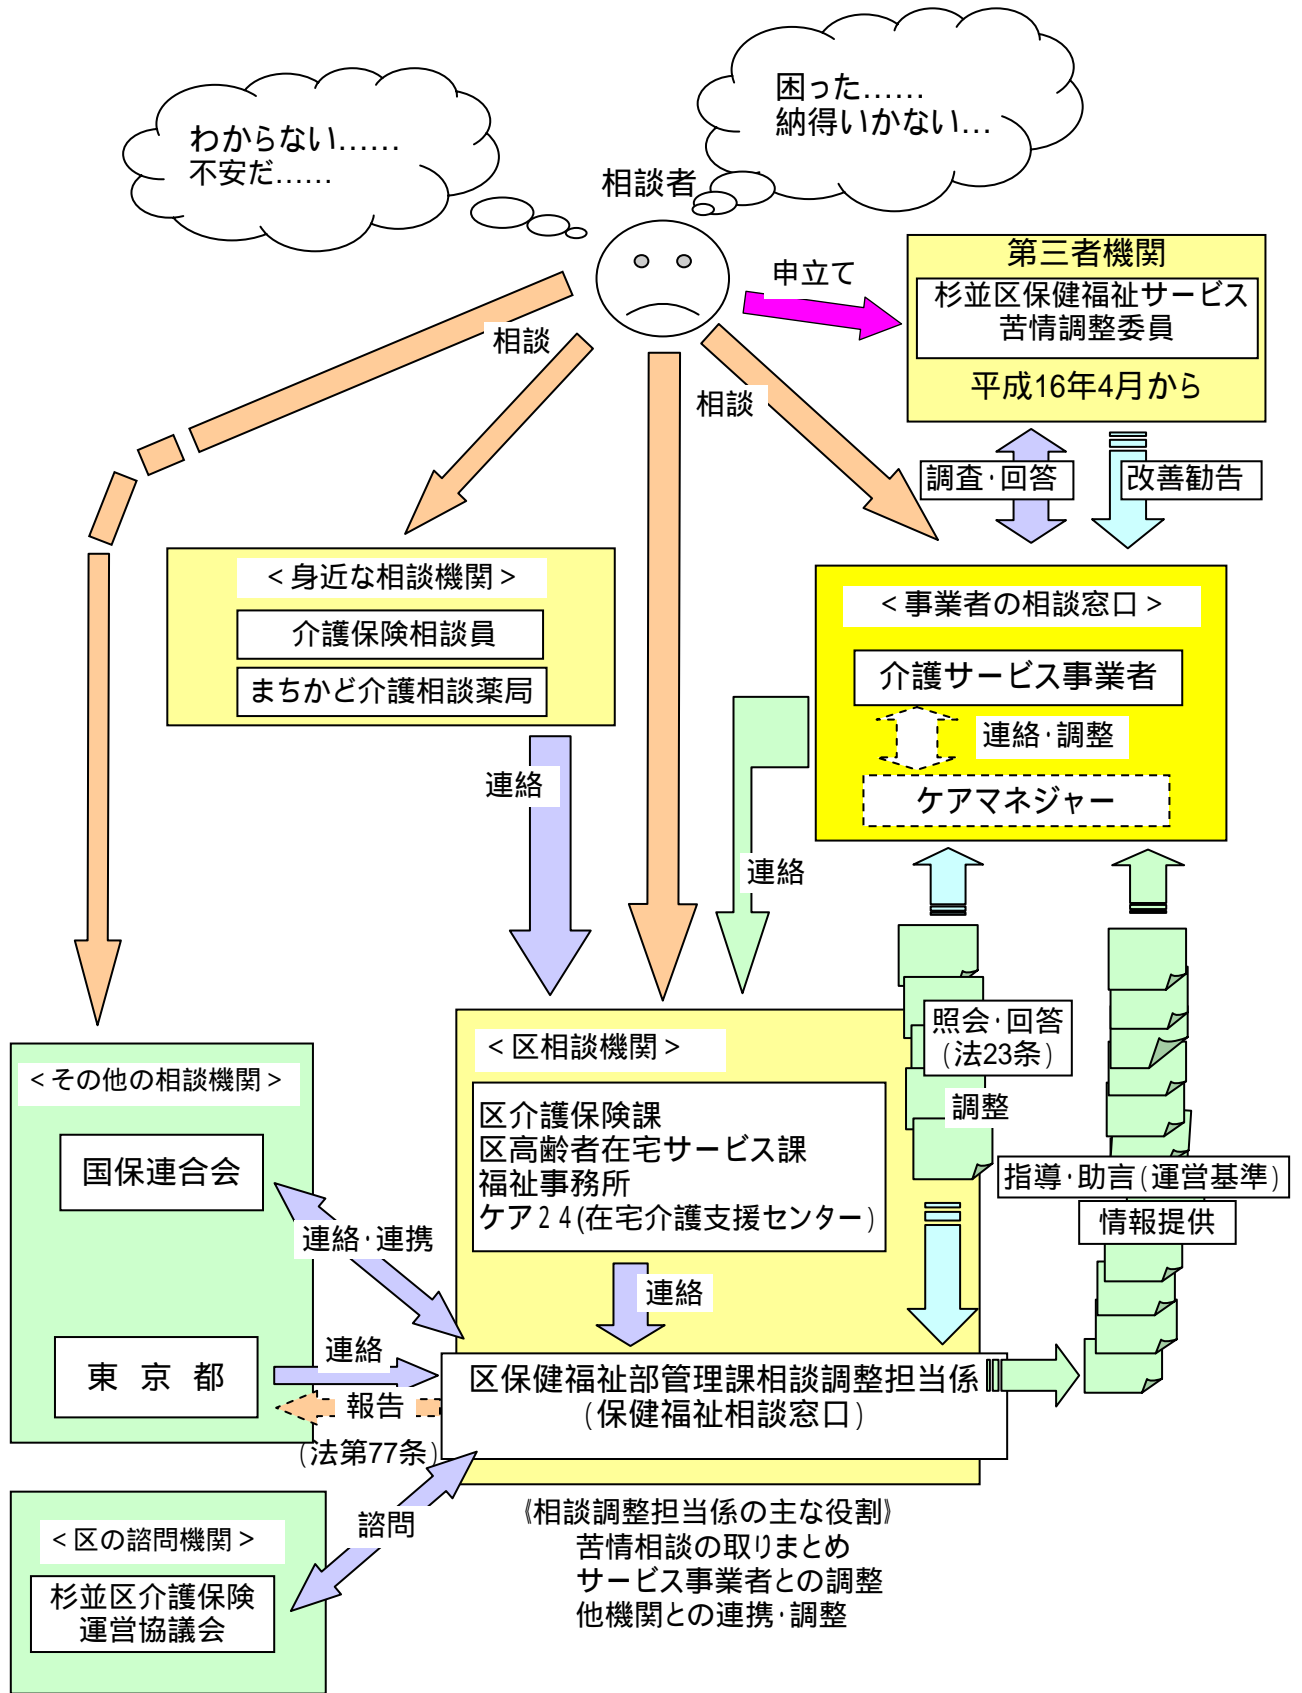 わからない……
不安だ……
困った……
納得いかない…
相談者
申立て
第三者機関
杉並区保健福祉サービス
苦情調整委員
平成16年4月から
相談
相談
調査・回答
改善勧告
＜身近な相談機関＞
介護保険相談員
まちかど介護相談薬局
＜事業者の相談窓口＞
介護サービス事業者
連絡・調整
ケアマネジャー
連絡
連絡
＜その他の相談機関＞
国保連合会
連絡・連携
東 京 都
連絡
報告
(法第77条)
＜区相談機関＞
区介護保険課
区高齢者在宅サービス課
福祉事務所
ケア24(在宅介護支援センター)
連絡
照会・回答
(法23条)
調整
指導・助言(運営基準)
情報提供
区保健福祉部管理課相談調整担当係
(保健福祉相談窓口)
＜区の諮問機関＞
杉並区介護保険
運営協議会
諮問
《相談調整担当係の主な役割》
苦情相談の取りまとめ
サービス事業者との調整
他機関との連携・調整